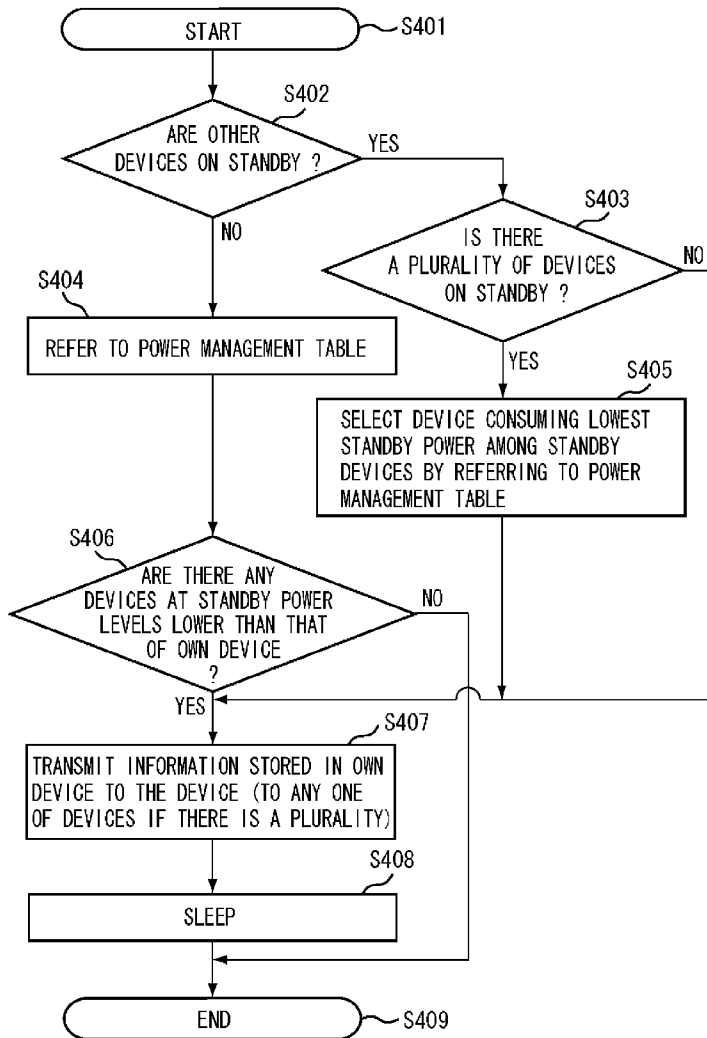 START
S401
S402
ARE OTHER
DEVICES ON STANDBY ?
YES
NO
S403
IS THERE
A PLURALITY OF DEVICES
ON STANDBY ?
NO
YES
S404
REFER TO POWER MANAGEMENT TABLE
S405
SELECT DEVICE CONSUMING LOWEST
STANDBY POWER AMONG STANDBY
DEVICES BY REFERRING TO POWER
MANAGEMENT TABLE
S406
ARE THERE ANY
DEVICES AT STANDBY POWER
LEVELS LOWER THAN THAT
OF OWN DEVICE
?
NO
YES
S407
TRANSMIT INFORMATION STORED IN OWN
DEVICE TO THE DEVICE (TO ANY ONE
OF DEVICES IF THERE IS A PLURALITY)
S408
SLEEP
END
S409